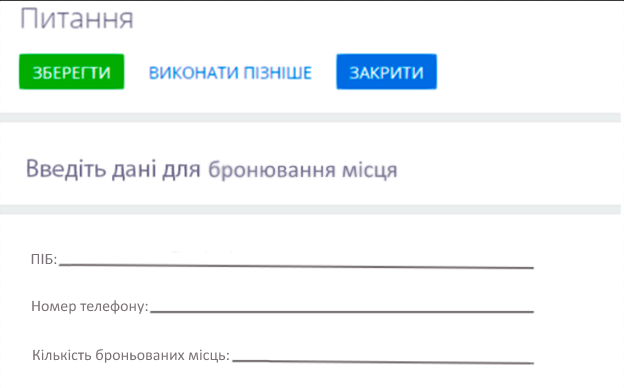 Питання
ЗБЕРЕГТИ ВИКОНАТИ ПІЗНІШЕ ЗАКРИТИ
Введіть дані для бронювання місця
ПІБ:
Номер телефону:
Кількість броньованих місць: